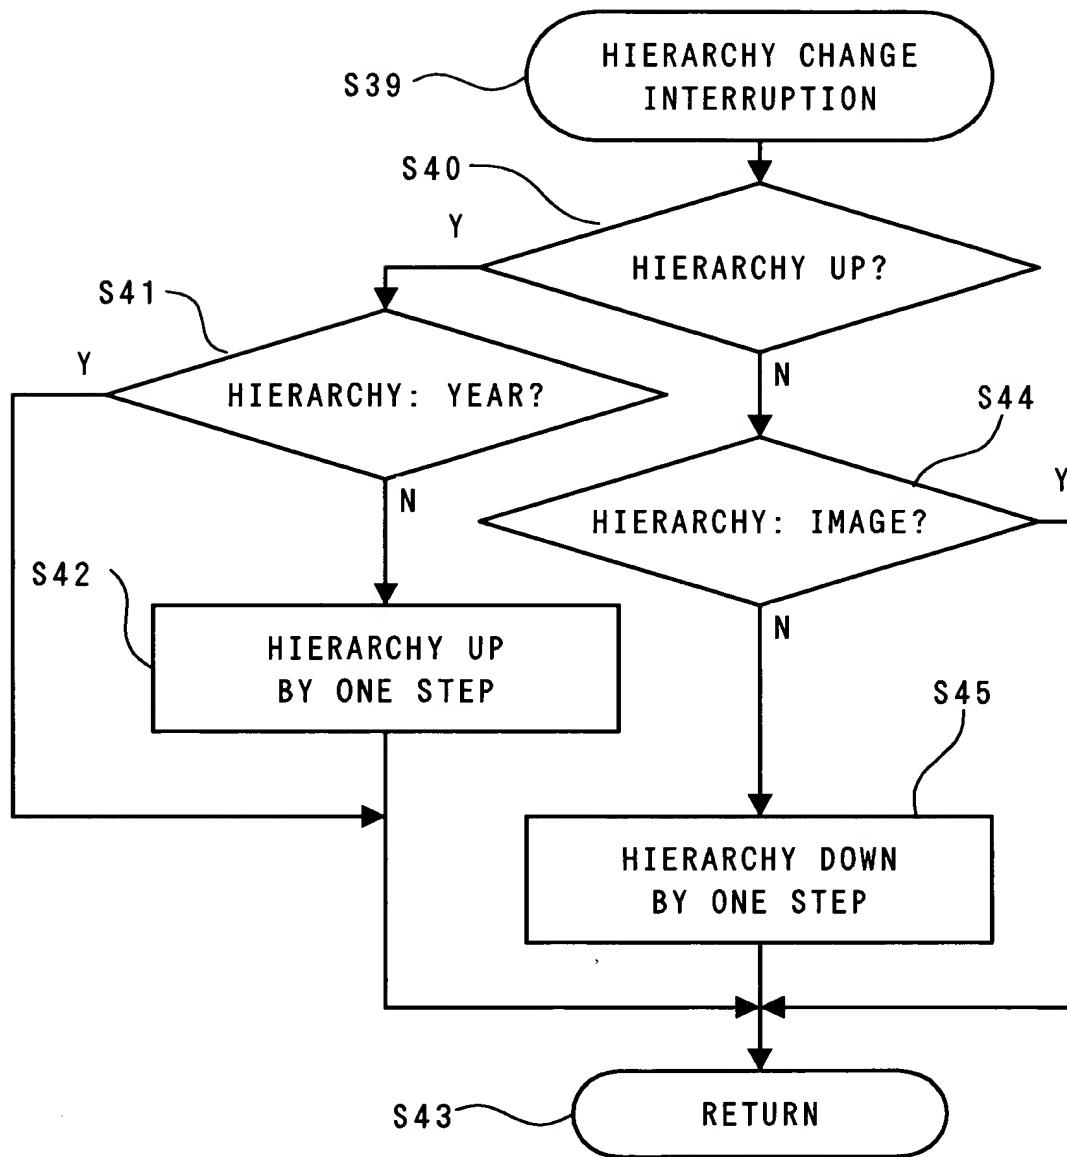 HIERARCHY CHANGE
INTERRUPTION
S39
S40
Y
HIERARCHY UP?
S41
Y
N
HIERARCHY: YEAR?
S44
N
Y
HIERARCHY: IMAGE?
S42
N
HIERARCHY UP
BY ONE STEP
S45
HIERARCHY DOWN
BY ONE STEP
S43
RETURN